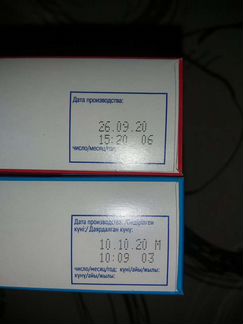 Дата производства:
26.09.20
15:20 06
число/месяц/год
Дата производства: /Өндірілген
күні:/ Даярдалган күнү:
10.10.20 М
10:09 03
число/месяц/год; күні/айы/жылы;
күнү/айы/жылы: